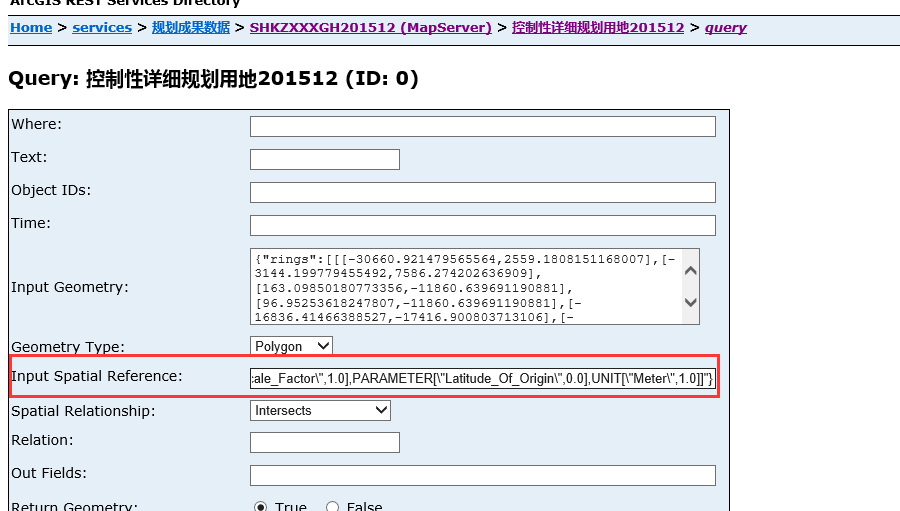 ArcGIS REST Services Directory
Home > services > 规划成果数据 > SHKZXXXGH201512 (MapServer) > 控制性详细规划用地201512 > query
Query: 控制性详细规划用地201512 (ID: 0)
Where:
Text:
Object IDs:
Time:
Input Geometry:
{"rings":[[[-30660.921479565564,2559.1808151168007],[-
3144.199779455492,7586.274202636909],
[163.09850180773356,-11860.639691190881],
[96.95253618247807,-11860.639691190881],[-
16836.41466388527,-17416.900803713106],[-
Geometry Type: Polygon
Input Spatial Reference: cale_Factor\",1.0],PARAMETER[\"Latitude_Of_Origin\",0.0],UNIT[\"Meter\",1.0]]"}
Spatial Relationship: Intersects
Relation:
Out Fields:
Return Geometry: True False